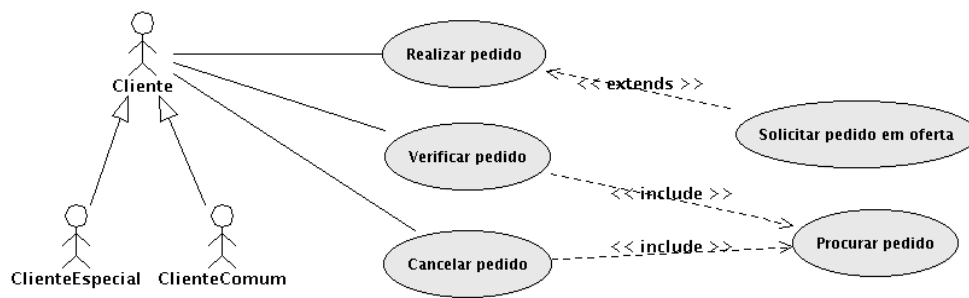 Realizar pedido
Cliente
<< extends >>
Solicitar pedido em oferta
Verificar pedido
<< include >>
Procurar pedido
<< include >>
Cancelar pedido
ClienteEspecial
ClienteComum